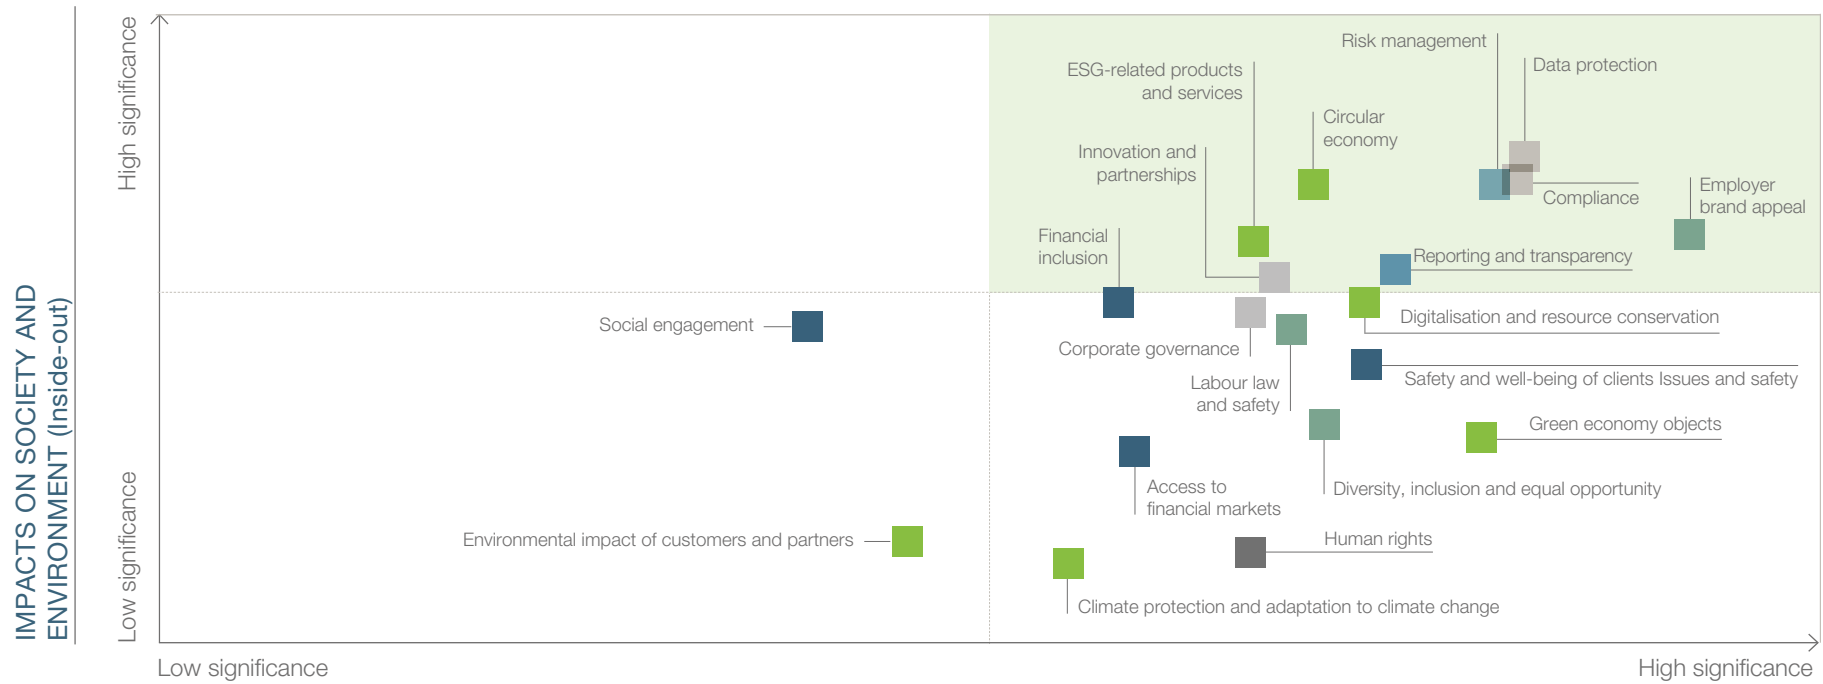 IMPACTS ON SOCIETY AND
ENVIRONMENT (Inside-out)
High significance
Low significance
Risk management
Data protection
ESG-related products
and services
Circular
economy
Innovation and
partnerships
Compliance
Employer
brand appeal
Financial
inclusion
Reporting and transparency
Social engagement
Digitalisation and resource conservation
Corporate governance
Labour law
and safety
Safety and well-being of clients Issues and safety
Green economy objects
Access to
financial markets
Diversity, inclusion and equal opportunity
Environmental impact of customers and partners
Human rights
Climate protection and adaptation to climate change
Low significance
High significance